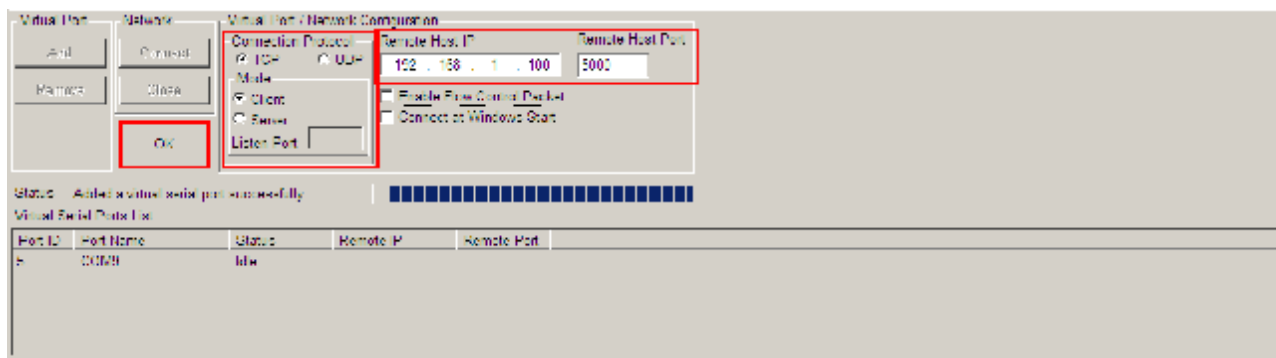 Virtual Port Network Virtual Port / Network Configuration
Connection Protocol Remote Host IP Remote Host Port
Add Connect TCP UDP 192 . 168 . 1 . 100 5000
Mode
Remove Close Client Enable Flow Control Packet
Server Connect at Windows Start
OK Listen Port
Status Added a virtual serial port successfully
Virtual Serial Ports List
Port ID Port Name Status Remote IP Remote Port
COM9 Idle